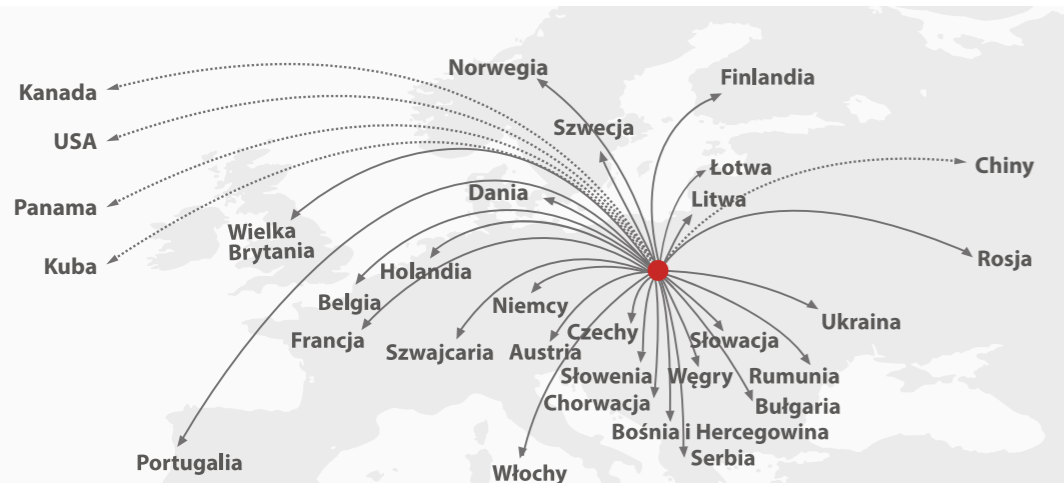 Norwegia
Finlandia
Kanada
Szwecja
USA
Łotwa
Chiny
Dania
Litwa
Panama
Wielka
Brytania
Rosja
Kuba
Holandia
Belgia
Niemcy
Ukraina
Czechy
Słowacja
Francja
Szwajcaria
Austria
Słowenia
Węgry
Rumunia
Chorwacja
Bułgaria
Bośnia i Hercegowina
Serbia
Portugalia
Włochy